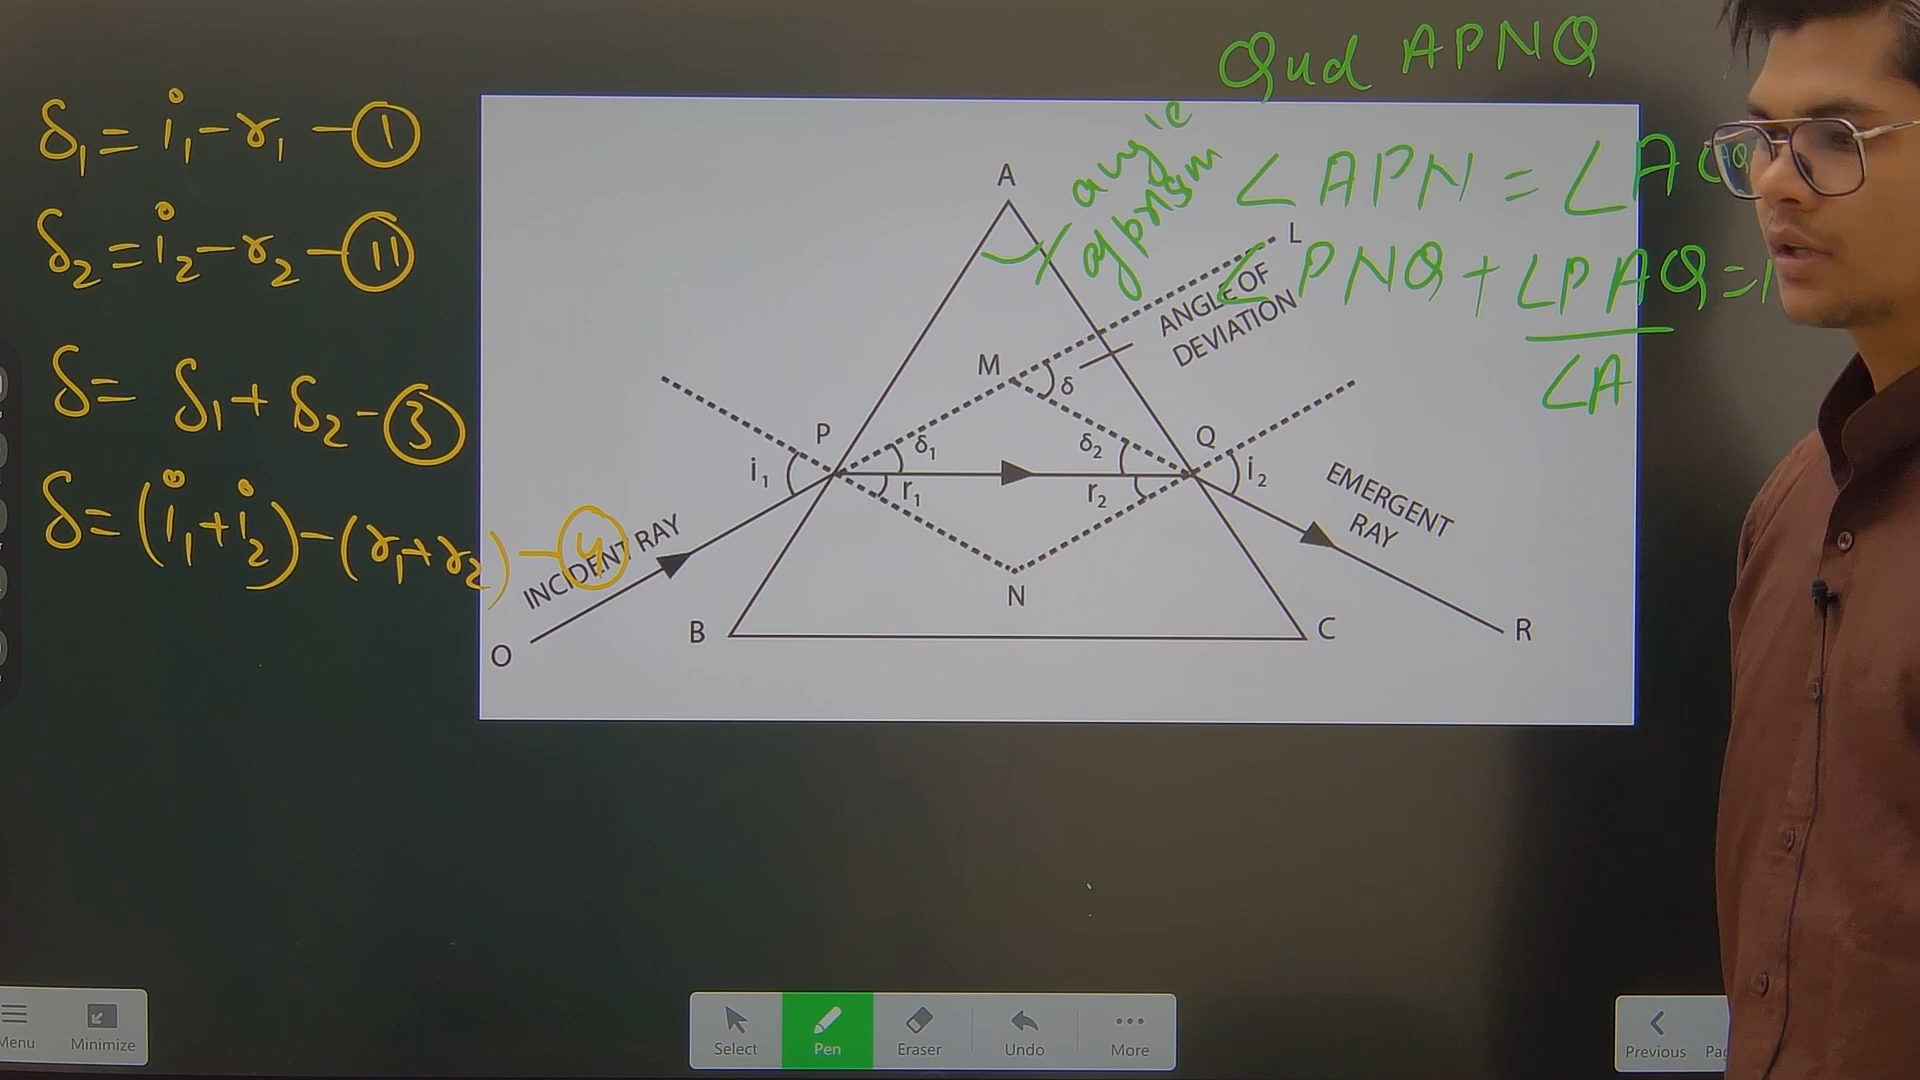 δ₁ = i₁ - r₁ - ①
δ₂ = i₂ - r₂ - ⑪
δ = δ₁ + δ₂ - ③
δ = (i₁ + i₂) - (r₁ + r₂) - ④
Qud APNQ
∠APN = ∠A
∠PNQ + ∠PAQ = 1
∠A
angle
of prism
A
L
ANGLE OF
DEVIATION
M
δ
P
Q
i₁
δ₁
δ₂
i₂
r₁
r₂
EMERGENT
RAY
INCIDENT RAY
N
B
C
O
R
Menu
Minimize
Select
Pen
Eraser
Undo
More
Previous